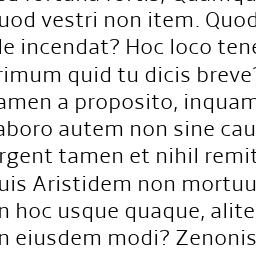 uod vestri non item. Quod
le incendat? Hoc loco tene
rimum quid tu dicis breve?
amen a proposito, inquam
aboro autem non sine cau
rgent tamen et nihil remit
uis Aristidem non mortuu
n hoc usque quaque, alite
n eiusdem modi? Zenonis